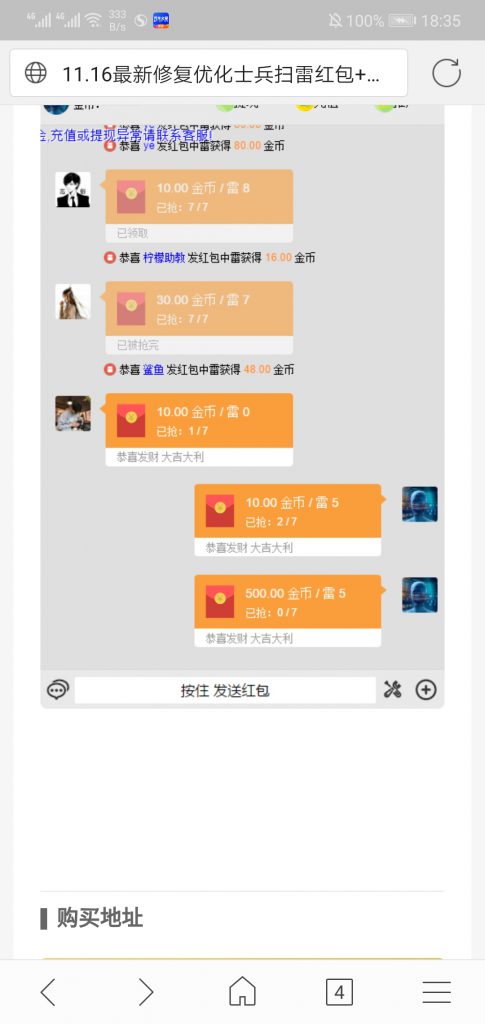 4G 4G 333 B/s 100% 18:35
11.16最新修复优化士兵扫雷红包+...
金币：
金,充值或提现异常请联系客服!
恭喜 ye 发红包中雷获得 80.00 金币
10.00 金币 / 雷 8
已抢：7 / 7
已领取
恭喜 柠檬助教 发红包中雷获得 16.00 金币
30.00 金币 / 雷 7
已抢：7 / 7
已被抢完
恭喜 鲨鱼 发红包中雷获得 48.00 金币
10.00 金币 / 雷 0
已抢：1 / 7
恭喜发财 大吉大利
10.00 金币 / 雷 5
已抢：2 / 7
恭喜发财 大吉大利
500.00 金币 / 雷 5
已抢：0 / 7
恭喜发财 大吉大利
按住 发送红包
购买地址
4